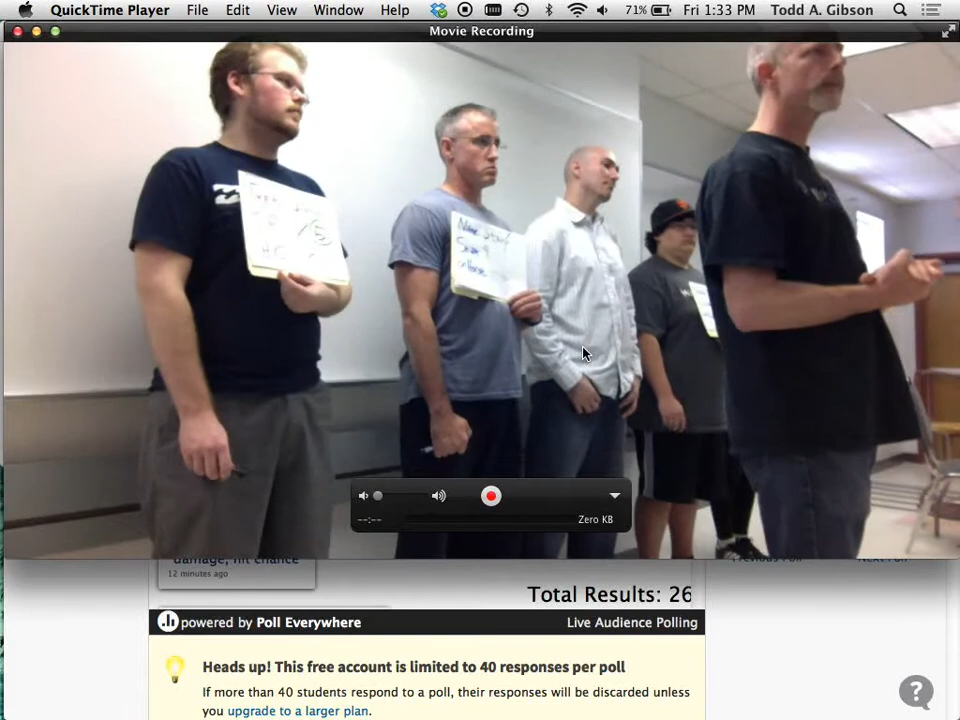 QuickTime Player File Edit View Window Help 71% Fri 1:33 PM Todd A. Gibson
Movie Recording
--:-- Zero KB
damage, hit chance
12 minutes ago
Total Results: 26
powered by Poll Everywhere Live Audience Polling
Heads up! This free account is limited to 40 responses per poll
If more than 40 students respond to a poll, their responses will be discarded unless
you upgrade to a larger plan.
?